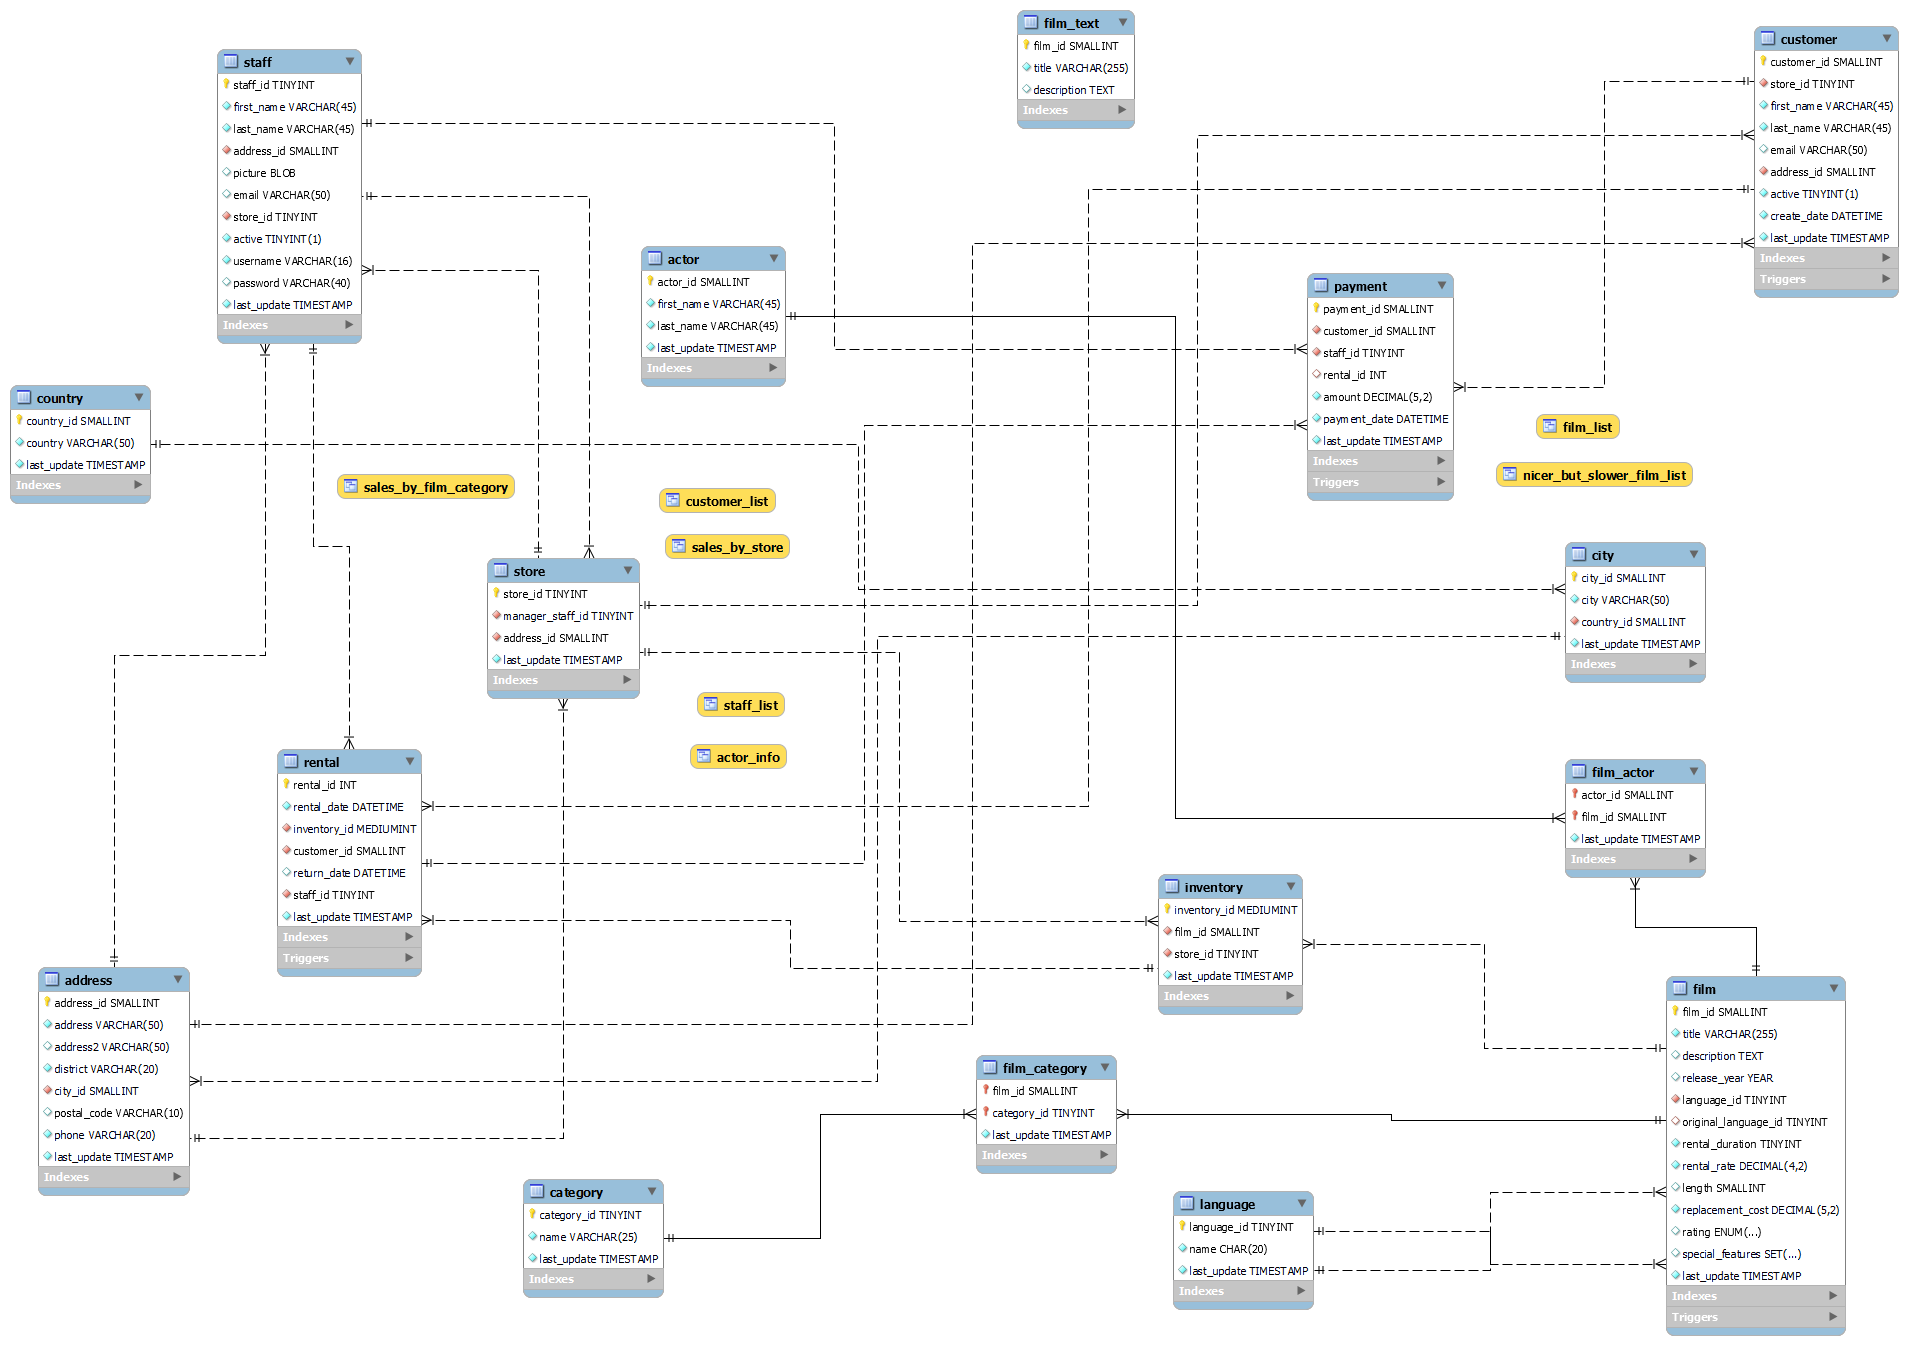 film_text
film_id SMALLINT
title VARCHAR(255)
description TEXT
Indexes
customer
customer_id SMALLINT
store_id TINYINT
first_name VARCHAR(45)
last_name VARCHAR(45)
email VARCHAR(50)
address_id SMALLINT
active TINYINT(1)
create_date DATETIME
last_update TIMESTAMP
Indexes
Triggers
staff
staff_id TINYINT
first_name VARCHAR(45)
last_name VARCHAR(45)
address_id SMALLINT
picture BLOB
email VARCHAR(50)
store_id TINYINT
active TINYINT(1)
username VARCHAR(16)
password VARCHAR(40)
last_update TIMESTAMP
Indexes
actor
actor_id SMALLINT
first_name VARCHAR(45)
last_name VARCHAR(45)
last_update TIMESTAMP
Indexes
payment
payment_id SMALLINT
customer_id SMALLINT
staff_id TINYINT
rental_id INT
amount DECIMAL(5,2)
payment_date DATETIME
last_update TIMESTAMP
Indexes
Triggers
country
country_id SMALLINT
country VARCHAR(50)
last_update TIMESTAMP
Indexes
film_list
nicer_but_slower_film_list
sales_by_film_category
customer_list
sales_by_store
city
city_id SMALLINT
city VARCHAR(50)
country_id SMALLINT
last_update TIMESTAMP
Indexes
store
store_id TINYINT
manager_staff_id TINYINT
address_id SMALLINT
last_update TIMESTAMP
Indexes
staff_list
actor_info
rental
rental_id INT
rental_date DATETIME
inventory_id MEDIUMINT
customer_id SMALLINT
return_date DATETIME
staff_id TINYINT
last_update TIMESTAMP
Indexes
Triggers
film_actor
actor_id SMALLINT
film_id SMALLINT
last_update TIMESTAMP
Indexes
inventory
inventory_id MEDIUMINT
film_id SMALLINT
store_id TINYINT
last_update TIMESTAMP
Indexes
address
address_id SMALLINT
address VARCHAR(50)
address2 VARCHAR(50)
district VARCHAR(20)
city_id SMALLINT
postal_code VARCHAR(10)
phone VARCHAR(20)
last_update TIMESTAMP
Indexes
film
film_id SMALLINT
title VARCHAR(255)
description TEXT
release_year YEAR
language_id TINYINT
original_language_id TINYINT
rental_duration TINYINT
rental_rate DECIMAL(4,2)
length SMALLINT
replacement_cost DECIMAL(5,2)
rating ENUM(...)
special_features SET(...)
last_update TIMESTAMP
Indexes
Triggers
film_category
film_id SMALLINT
category_id TINYINT
last_update TIMESTAMP
Indexes
category
category_id TINYINT
name VARCHAR(25)
last_update TIMESTAMP
Indexes
language
language_id TINYINT
name CHAR(20)
last_update TIMESTAMP
Indexes